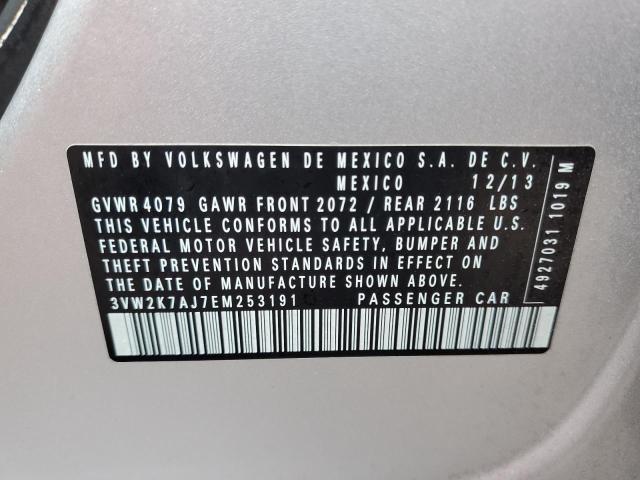 MFD BY VOLKSWAGEN DE MEXICO S.A. DE C.V.
MEXICO 12/13
GVWR 4079 GAWR FRONT 2072 / REAR 2116 LBS
THIS VEHICLE CONFORMS TO ALL APPLICABLE U.S.
FEDERAL MOTOR VEHICLE SAFETY, BUMPER AND
THEFT PREVENTION STANDARDS IN EFFECT ON
THE DATE OF MANUFACTURE SHOWN ABOVE.
3VW2K7AJ7EM253191 PASSENGER CAR
4927031 1019 M